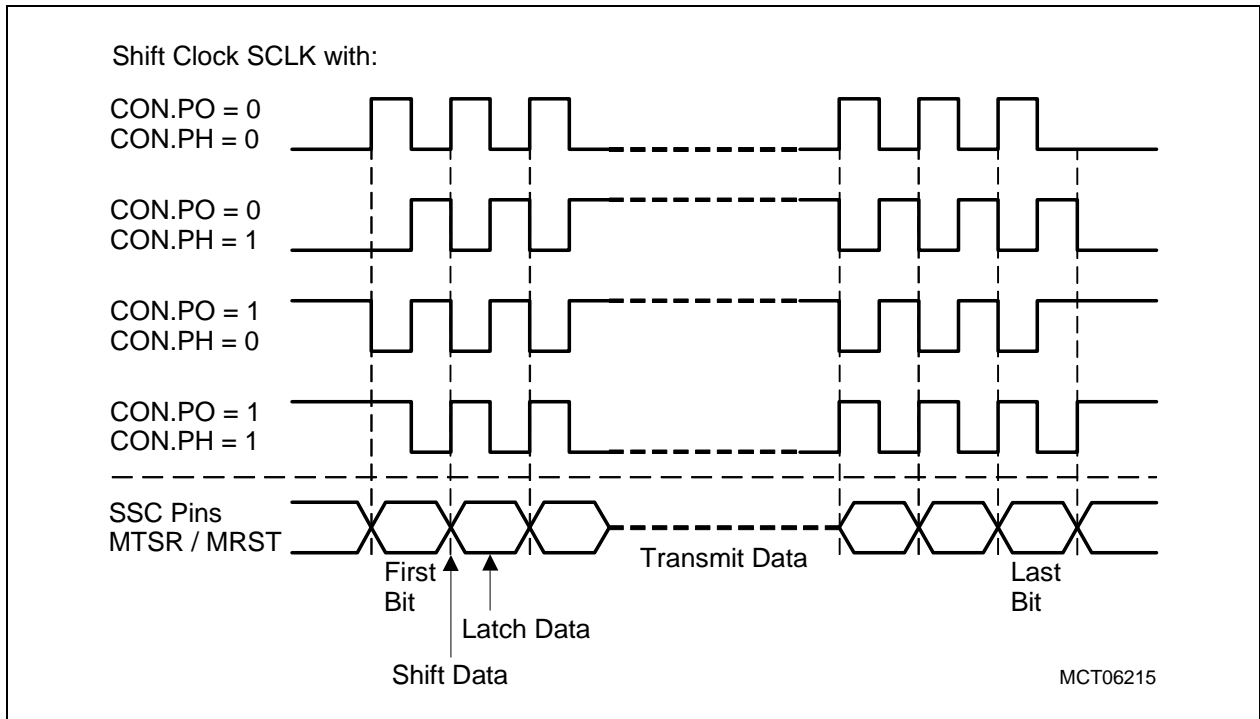 Shift Clock SCLK with:
CON.PO = 0
CON.PH = 0
CON.PO = 0
CON.PH = 1
CON.PO = 1
CON.PH = 0
CON.PO = 1
CON.PH = 1
SSC Pins
MTSR / MRST
First
Bit
Transmit Data
Last
Bit
Latch Data
Shift Data
MCT06215